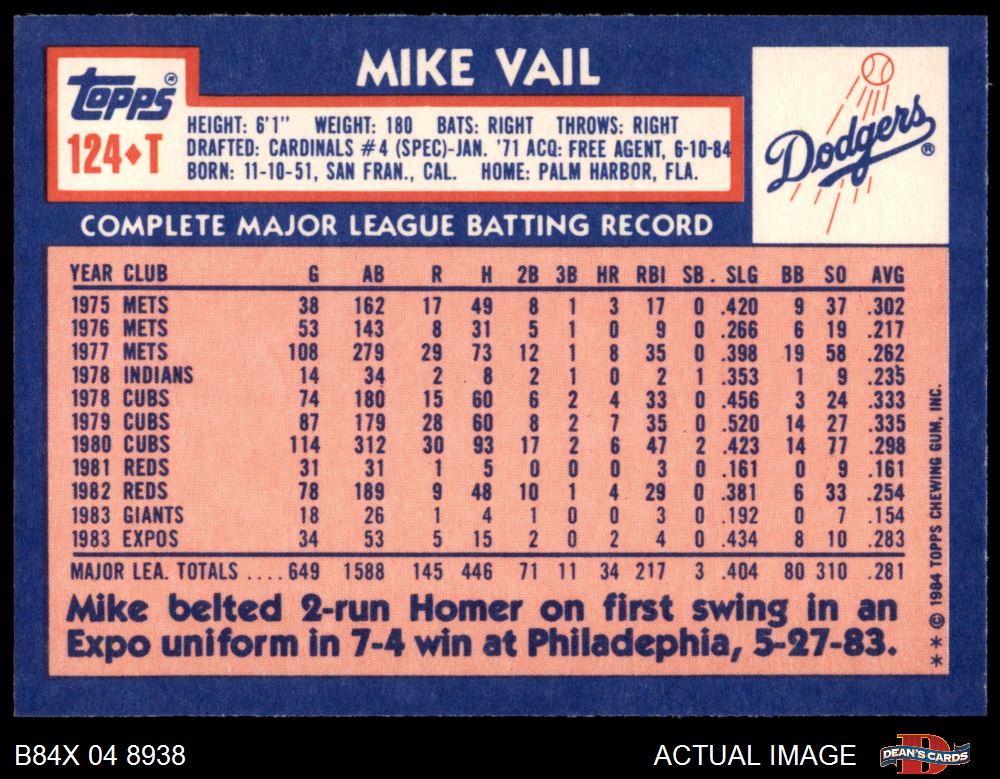 MIKE VAIL
Topps®
124♦T
HEIGHT: 6'1" WEIGHT: 180 BATS: RIGHT THROWS: RIGHT
DRAFTED: CARDINALS #4 (SPEC)-JAN. '71 ACQ: FREE AGENT, 6-10-84
BORN: 11-10-51, SAN FRAN., CAL. HOME: PALM HARBOR, FLA.
Dodgers®
COMPLETE MAJOR LEAGUE BATTING RECORD
YEAR CLUB G AB R H 2B 3B HR RBI SB. SLG BB SO AVG
1975 METS 38 162 17 49 8 1 3 17 0 .420 9 37 .302
1976 METS 53 143 8 31 5 1 0 9 0 .266 6 19 .217
1977 METS 108 279 29 73 12 1 8 35 0 .398 19 58 .262
1978 INDIANS 14 34 2 8 2 1 0 2 1 .353 1 9 .235
1978 CUBS 74 180 15 60 6 2 4 33 0 .456 3 24 .333
1979 CUBS 87 179 28 60 8 2 7 35 0 .520 14 27 .335
1980 CUBS 114 312 30 93 17 2 6 47 2 .423 14 77 .298
1981 REDS 31 31 1 5 0 0 0 3 0 .161 0 9 .161
1982 REDS 78 189 9 48 10 1 4 29 0 .381 6 33 .254
1983 GIANTS 18 26 1 4 1 0 0 3 0 .192 0 7 .154
1983 EXPOS 34 53 5 15 2 0 2 4 0 .434 8 10 .283
MAJOR LEA. TOTALS .... 649 1588 145 446 71 11 34 217 3 .404 80 310 .281
Mike belted 2-run Homer on first swing in an
Expo uniform in 7-4 win at Philadephia, 5-27-83.
* * © 1984 TOPPS CHEWING GUM, INC.
B84X 04 8938
ACTUAL IMAGE
D
DEAN'S CARDS